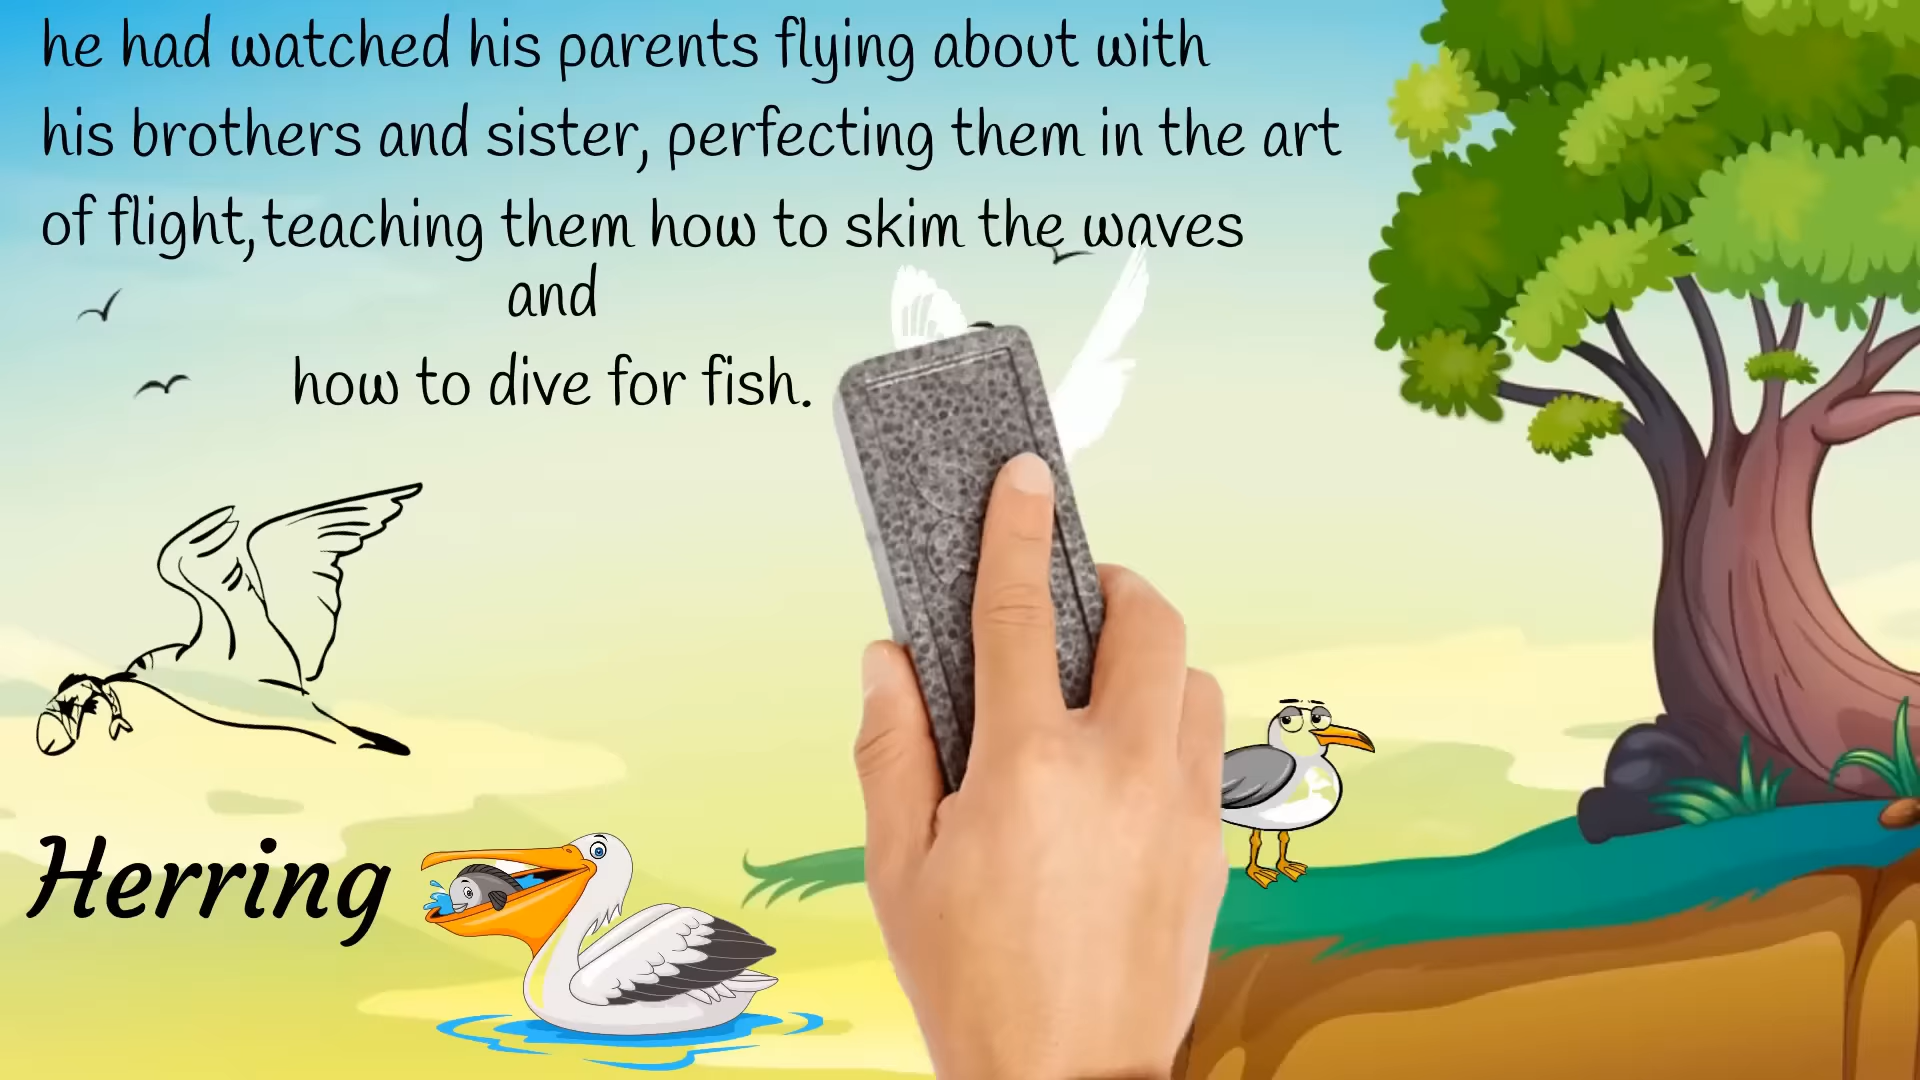 he had watched his parents flying about with
his brothers and sister, perfecting them in the art
of flight, teaching them how to skim the waves
and
how to dive for fish.
Herring